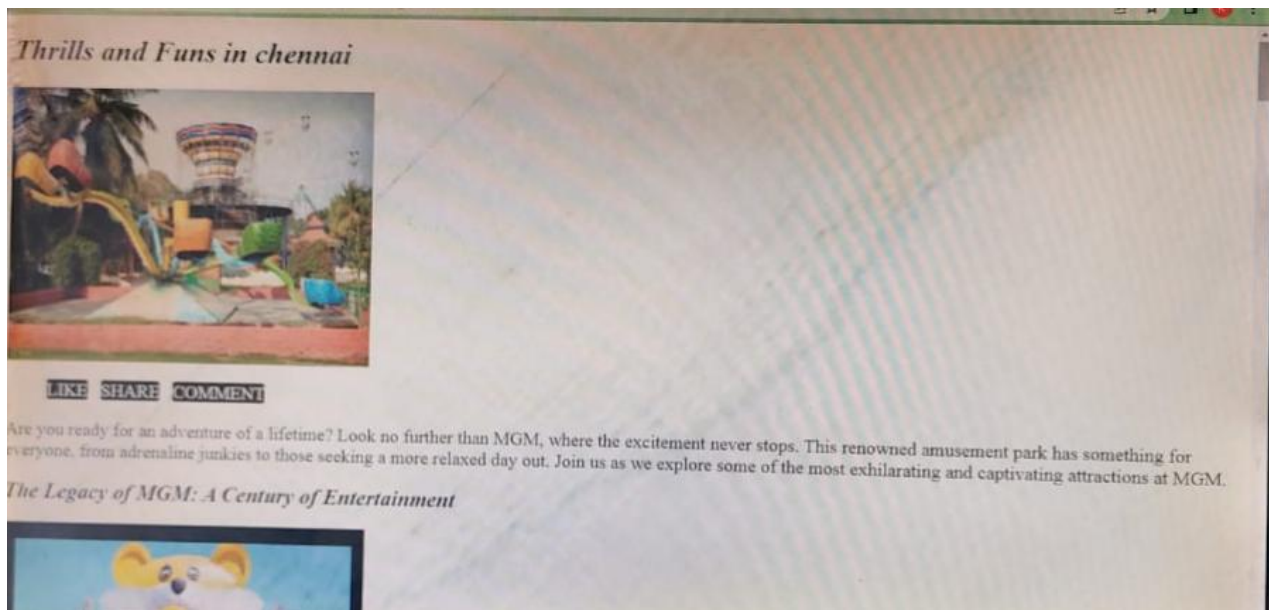 Thrills and Funs in chennai
LIKE SHARE COMMENT
Are you ready for an adventure of a lifetime? Look no further than MGM, where the excitement never stops. This renowned amusement park has something for
everyone, from adrenaline junkies to those seeking a more relaxed day out. Join us as we explore some of the most exhilarating and captivating attractions at MGM.
The Legacy of MGM: A Century of Entertainment